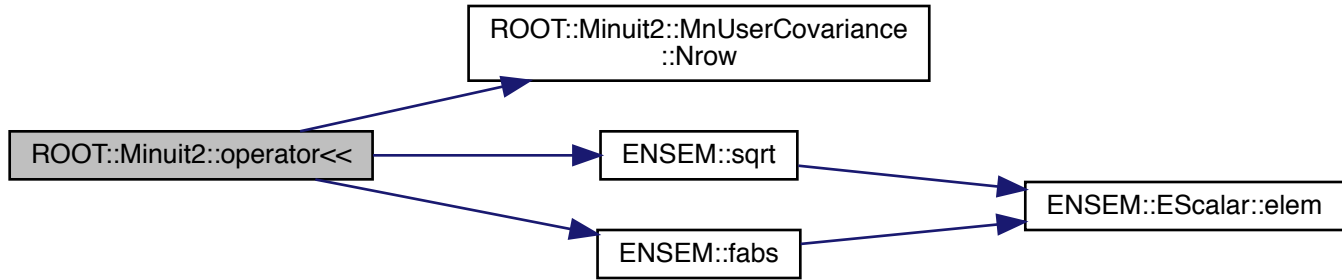 ROOT::Minuit2::MnUserCovariance
::Nrow
ROOT::Minuit2::operator<<
ENSEM::sqrt
ENSEM::EScalar::elem
ENSEM::fabs